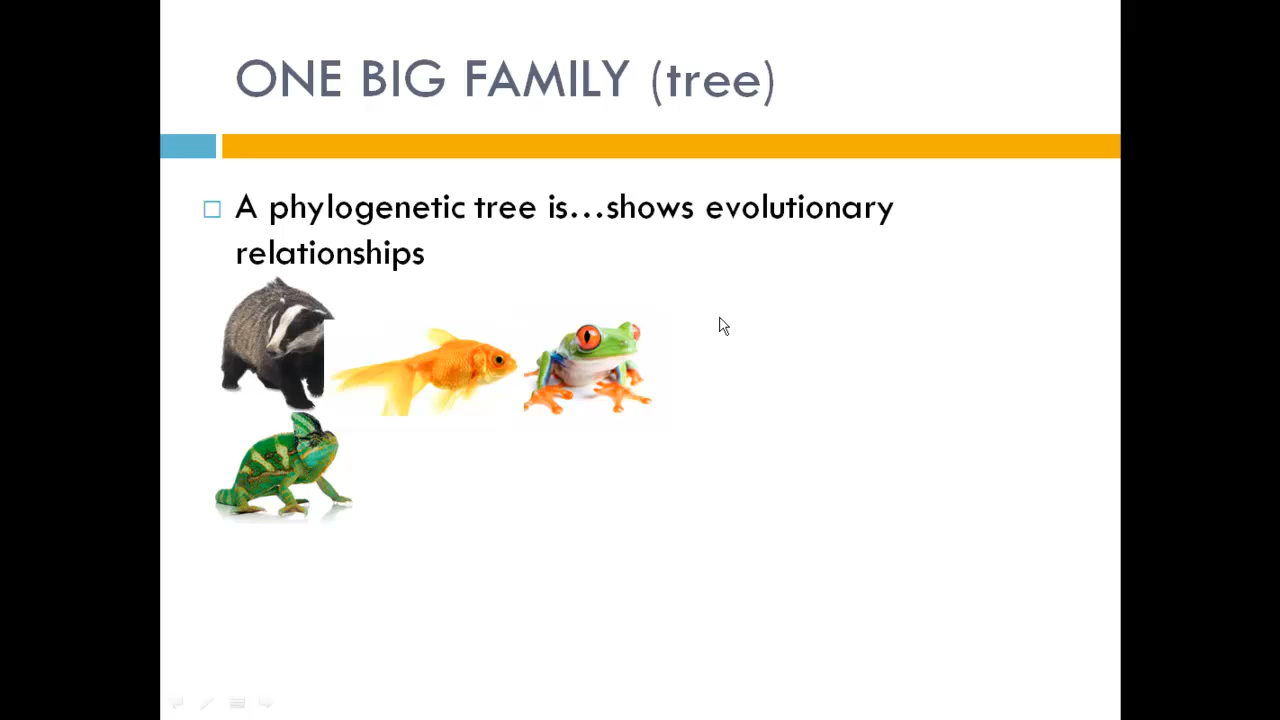 ONE BIG FAMILY (tree)
A phylogenetic tree is…shows evolutionary
relationships